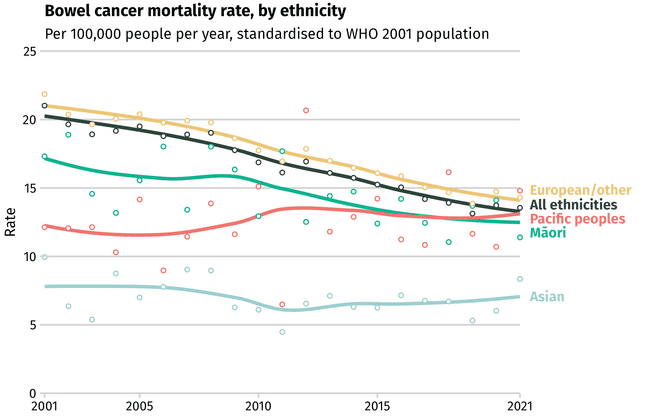 Bowel cancer mortality rate, by ethnicity
Per 100,000 people per year, standardised to WHO 2001 population
25
20
15
10
5
0
Rate
European/other
All ethnicities
Pacific peoples
Māori
Asian
2001
2005
2010
2015
2021